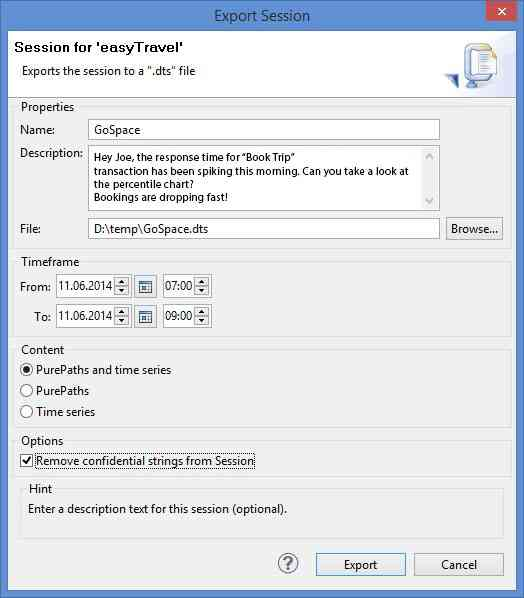 Export Session
Session for 'easyTravel'
Exports the session to a ".dts" file
Properties
Name: GoSpace
Description: Hey Joe, the response time for “Book Trip”
transaction has been spiking this morning. Can you take a look at
the percentile chart?
Bookings are dropping fast!
File: D:\temp\GoSpace.dts Browse...
Timeframe
From: 11.06.2014 07:00
To: 11.06.2014 09:00
Content
PurePaths and time series
PurePaths
Time series
Options
Remove confidential strings from Session
Hint
Enter a description text for this session (optional).
? Export Cancel